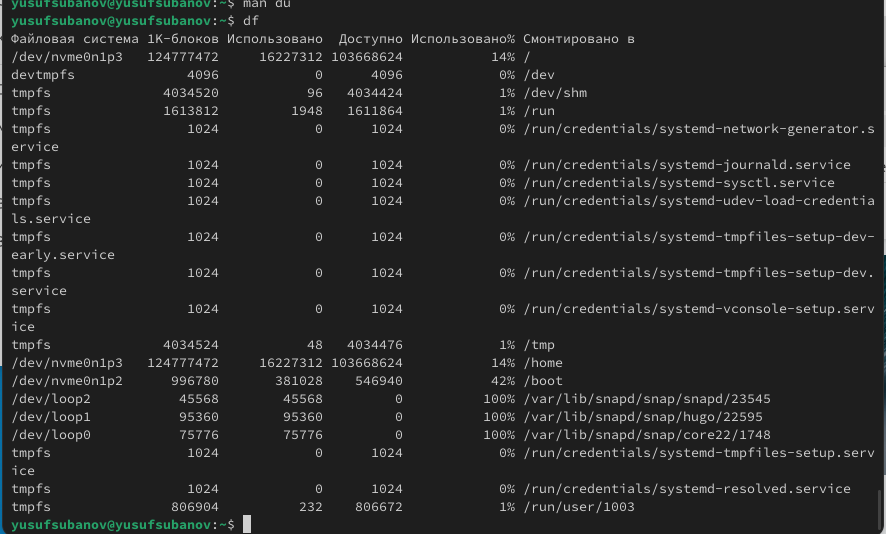 yusufsubanov@yusufsubanov:~$ man du
yusufsubanov@yusufsubanov:~$ df
Файловая система 1K-блоков Использовано  Доступно Использовано% Смонтировано в
/dev/nvme0n1p3   124777472     16227312 103668624           14% /
devtmpfs              4096            0      4096            0% /dev
tmpfs              4034520           96   4034424            1% /dev/shm
tmpfs              1613812         1948   1611864            1% /run
tmpfs                 1024            0      1024            0% /run/credentials/systemd-network-generator.s
ervice
tmpfs                 1024            0      1024            0% /run/credentials/systemd-journald.service
tmpfs                 1024            0      1024            0% /run/credentials/systemd-sysctl.service
tmpfs                 1024            0      1024            0% /run/credentials/systemd-udev-load-credentia
ls.service
tmpfs                 1024            0      1024            0% /run/credentials/systemd-tmpfiles-setup-dev-
early.service
tmpfs                 1024            0      1024            0% /run/credentials/systemd-tmpfiles-setup-dev.
service
tmpfs                 1024            0      1024            0% /run/credentials/systemd-vconsole-setup.serv
ice
tmpfs              4034524           48   4034476            1% /tmp
/dev/nvme0n1p3   124777472     16227312 103668624           14% /home
/dev/nvme0n1p2      996780       381028    546940           42% /boot
/dev/loop2           45568        45568         0          100% /var/lib/snapd/snap/snapd/23545
/dev/loop1           95360        95360         0          100% /var/lib/snapd/snap/hugo/22595
/dev/loop0           75776        75776         0          100% /var/lib/snapd/snap/core22/1748
tmpfs                 1024            0      1024            0% /run/credentials/systemd-tmpfiles-setup.serv
ice
tmpfs                 1024            0      1024            0% /run/credentials/systemd-resolved.service
tmpfs               806904          232    806672            1% /run/user/1003
yusufsubanov@yusufsubanov:~$